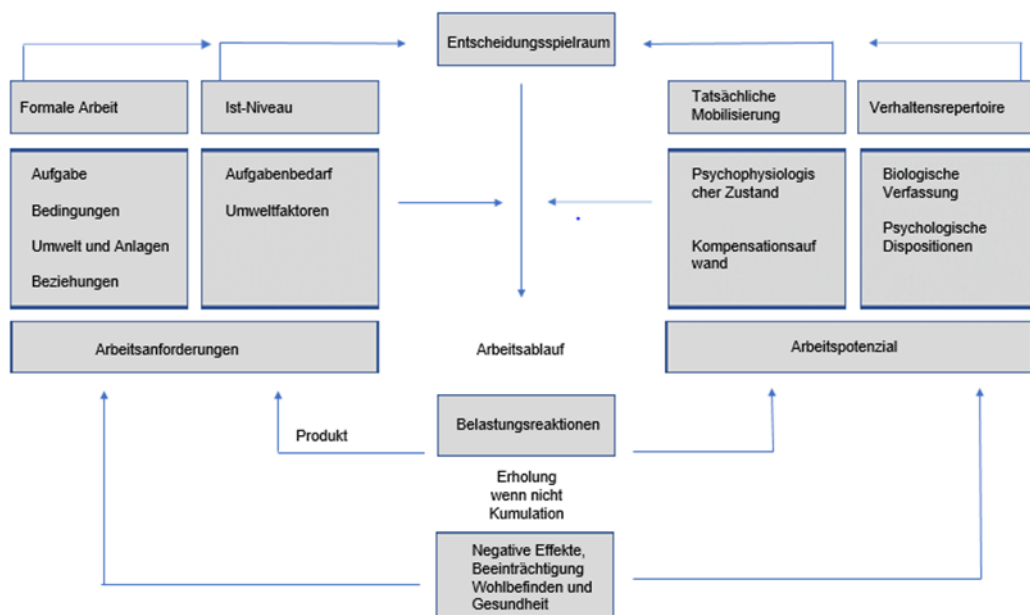 Entscheidungsspielraum
Formale Arbeit
Ist-Niveau
Tatsächliche
Mobilisierung
Verhaltensrepertoire
Aufgabe
Bedingungen
Umwelt und Anlagen
Beziehungen
Aufgabenbedarf
Umweltfaktoren
Psychophysiologis
cher Zustand
Kompensationsauf
wand
Biologische
Verfassung
Psychologische
Dispositionen
Arbeitsanforderungen
Arbeitsablauf
Arbeitspotenzial
Produkt
Belastungsreaktionen
Erholung
wenn nicht
Kumulation
Negative Effekte,
Beeinträchtigung
Wohlbefinden und
Gesundheit